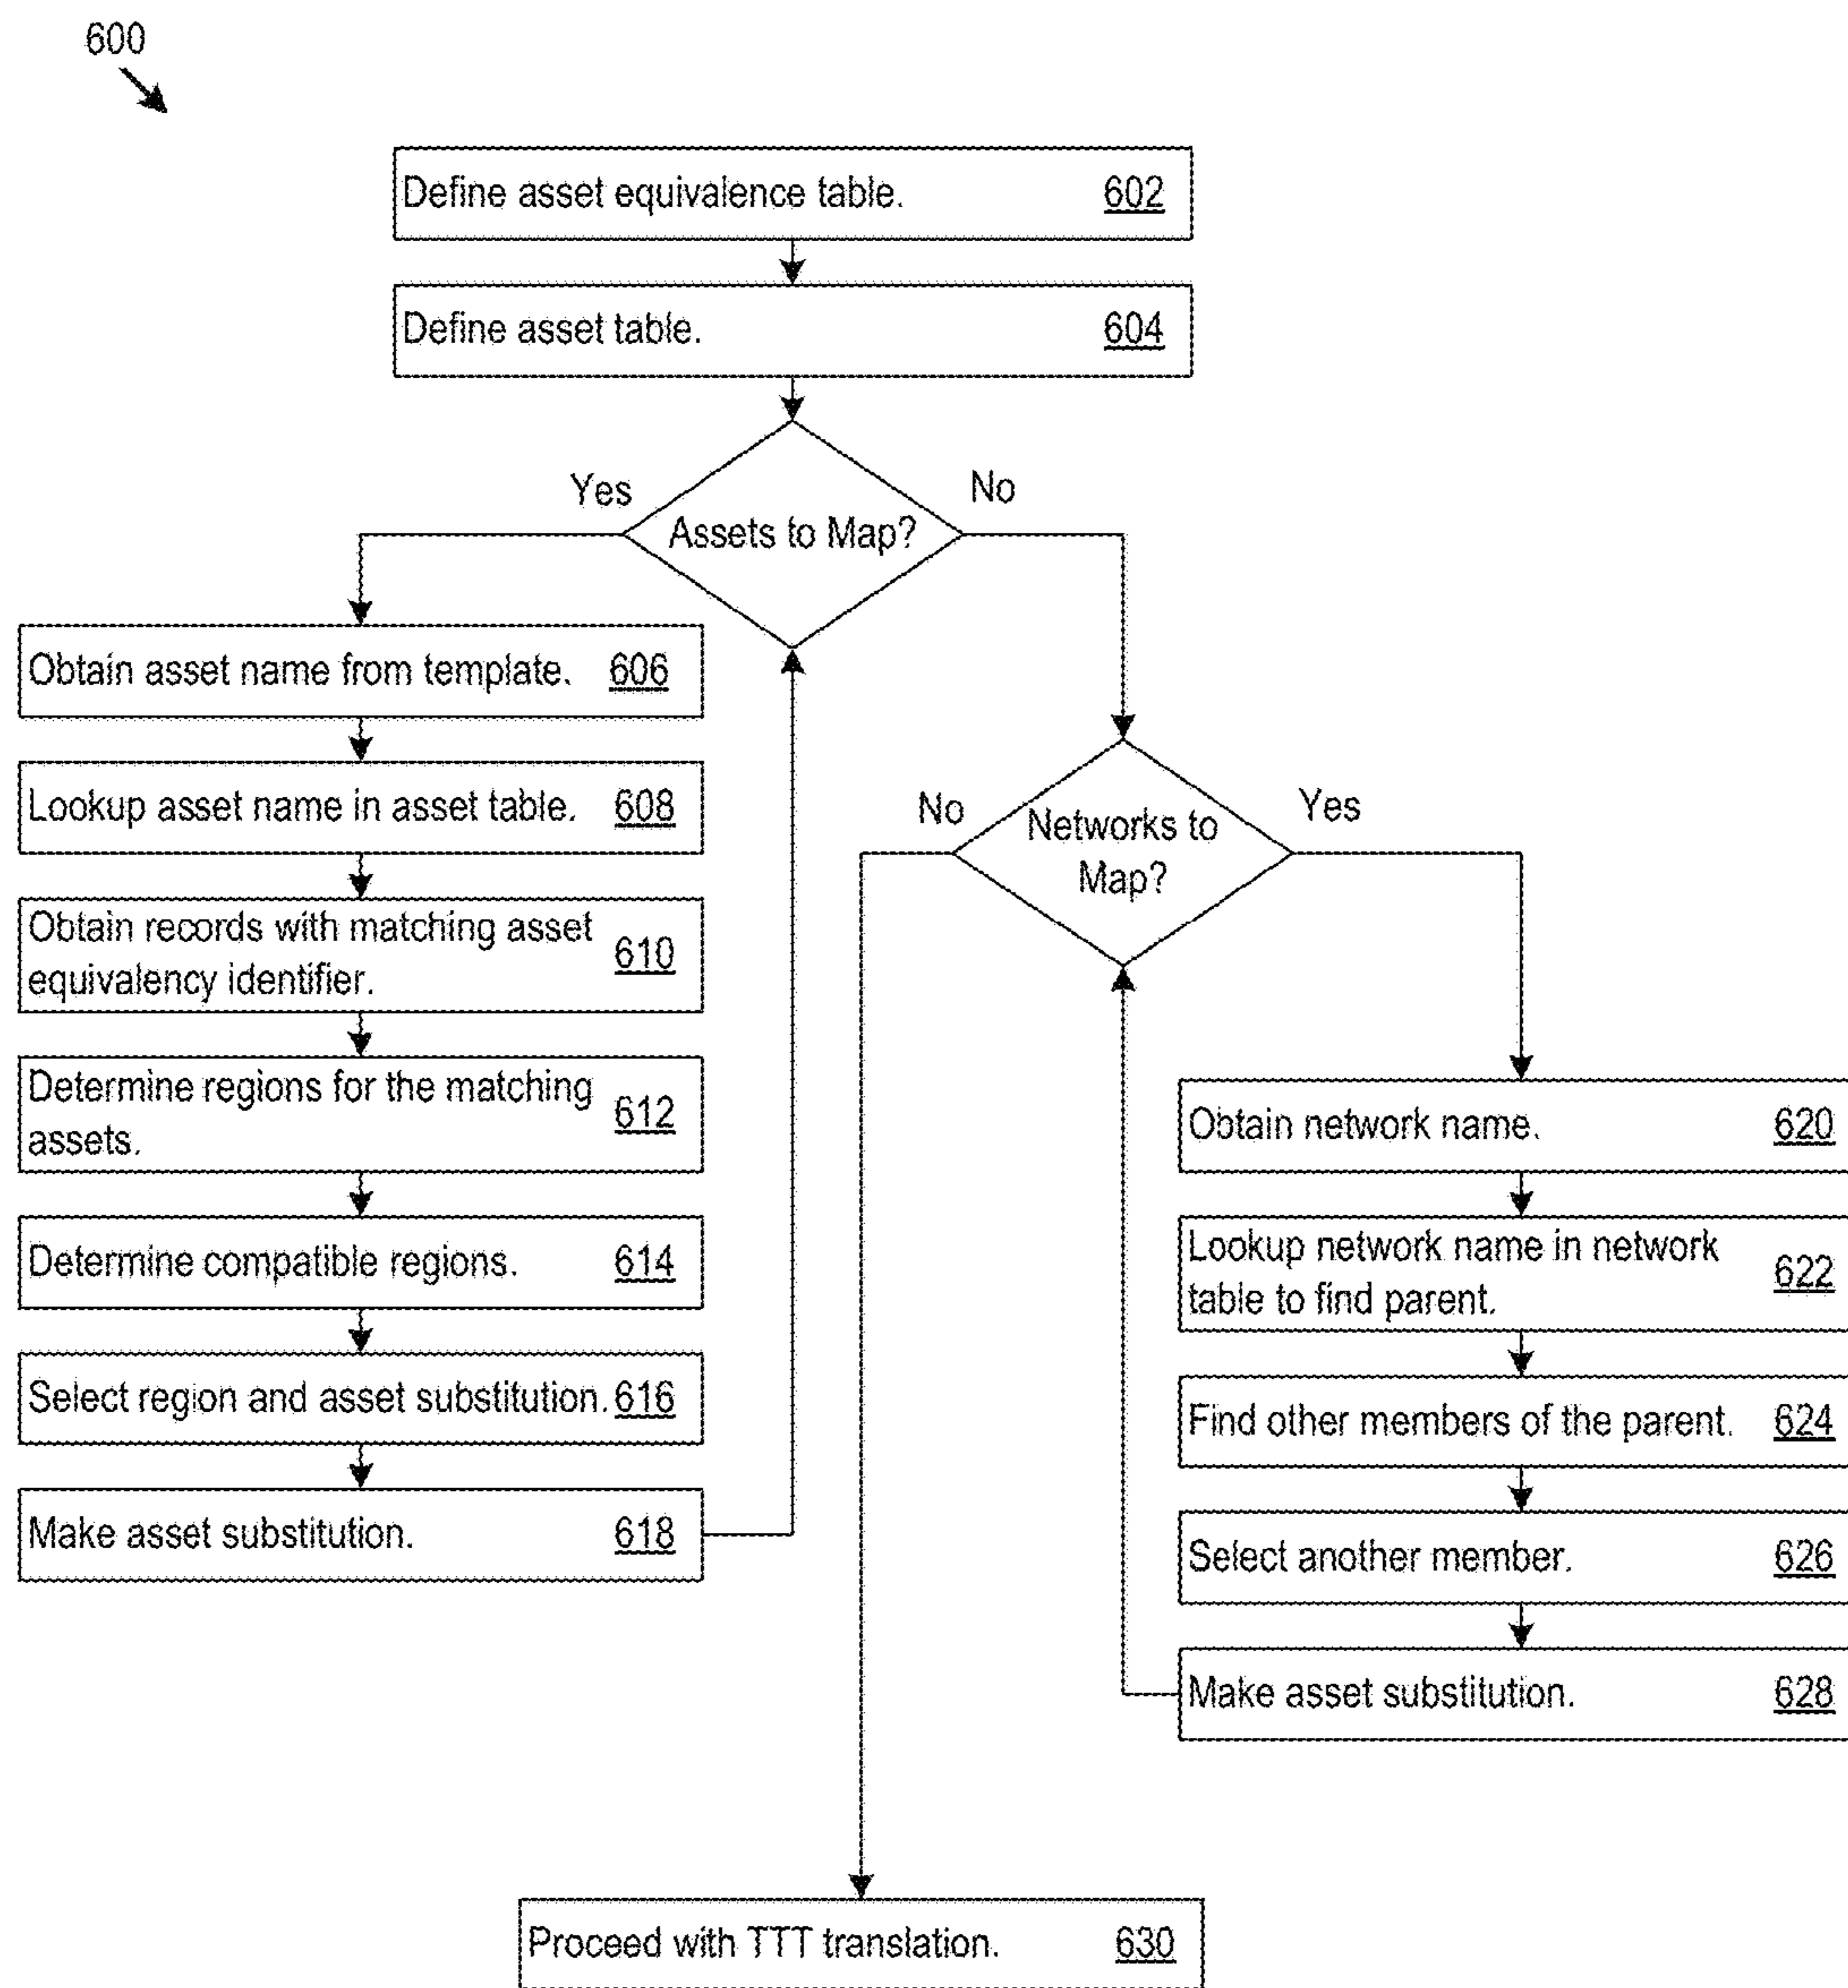 600
Define asset equivalence table. 602
Define asset table. 604
Yes
No
Assets to Map?
Obtain asset name from template. 606
Lookup asset name in asset table. 608
Obtain records with matching asset
equivalency identifier. 610
Determine regions for the matching
assets. 612
Determine compatible regions. 614
Select region and asset substitution. 616
Make asset substitution. 618
No
Yes
Networks to
Map?
Obtain network name. 620
Lookup network name in network
table to find parent. 622
Find other members of the parent. 624
Select another member. 626
Make asset substitution. 628
Proceed with TTT translation. 630